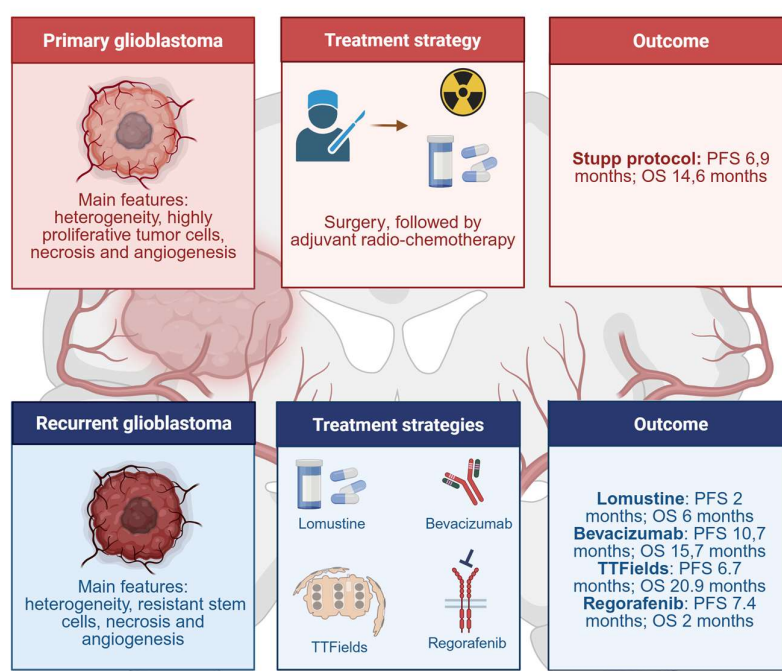 Primary glioblastoma
Main features:
heterogeneity, highly
proliferative tumor cells,
necrosis and angiogenesis
Treatment strategy
Surgery, followed by
adjuvant radio-chemotherapy
Outcome
Stupp protocol: PFS 6,9
months; OS 14,6 months
Recurrent glioblastoma
Main features:
heterogeneity, resistant stem
cells, necrosis and
angiogenesis
Treatment strategies
Lomustine
Bevacizumab
TTFields
Regorafenib
Outcome
Lomustine: PFS 2
months; OS 6 months
Bevacizumab: PFS 10,7
months; OS 15,7 months
TTFields: PFS 6.7
months; OS 20.9 months
Regorafenib: PFS 7.4
months; OS 2 months